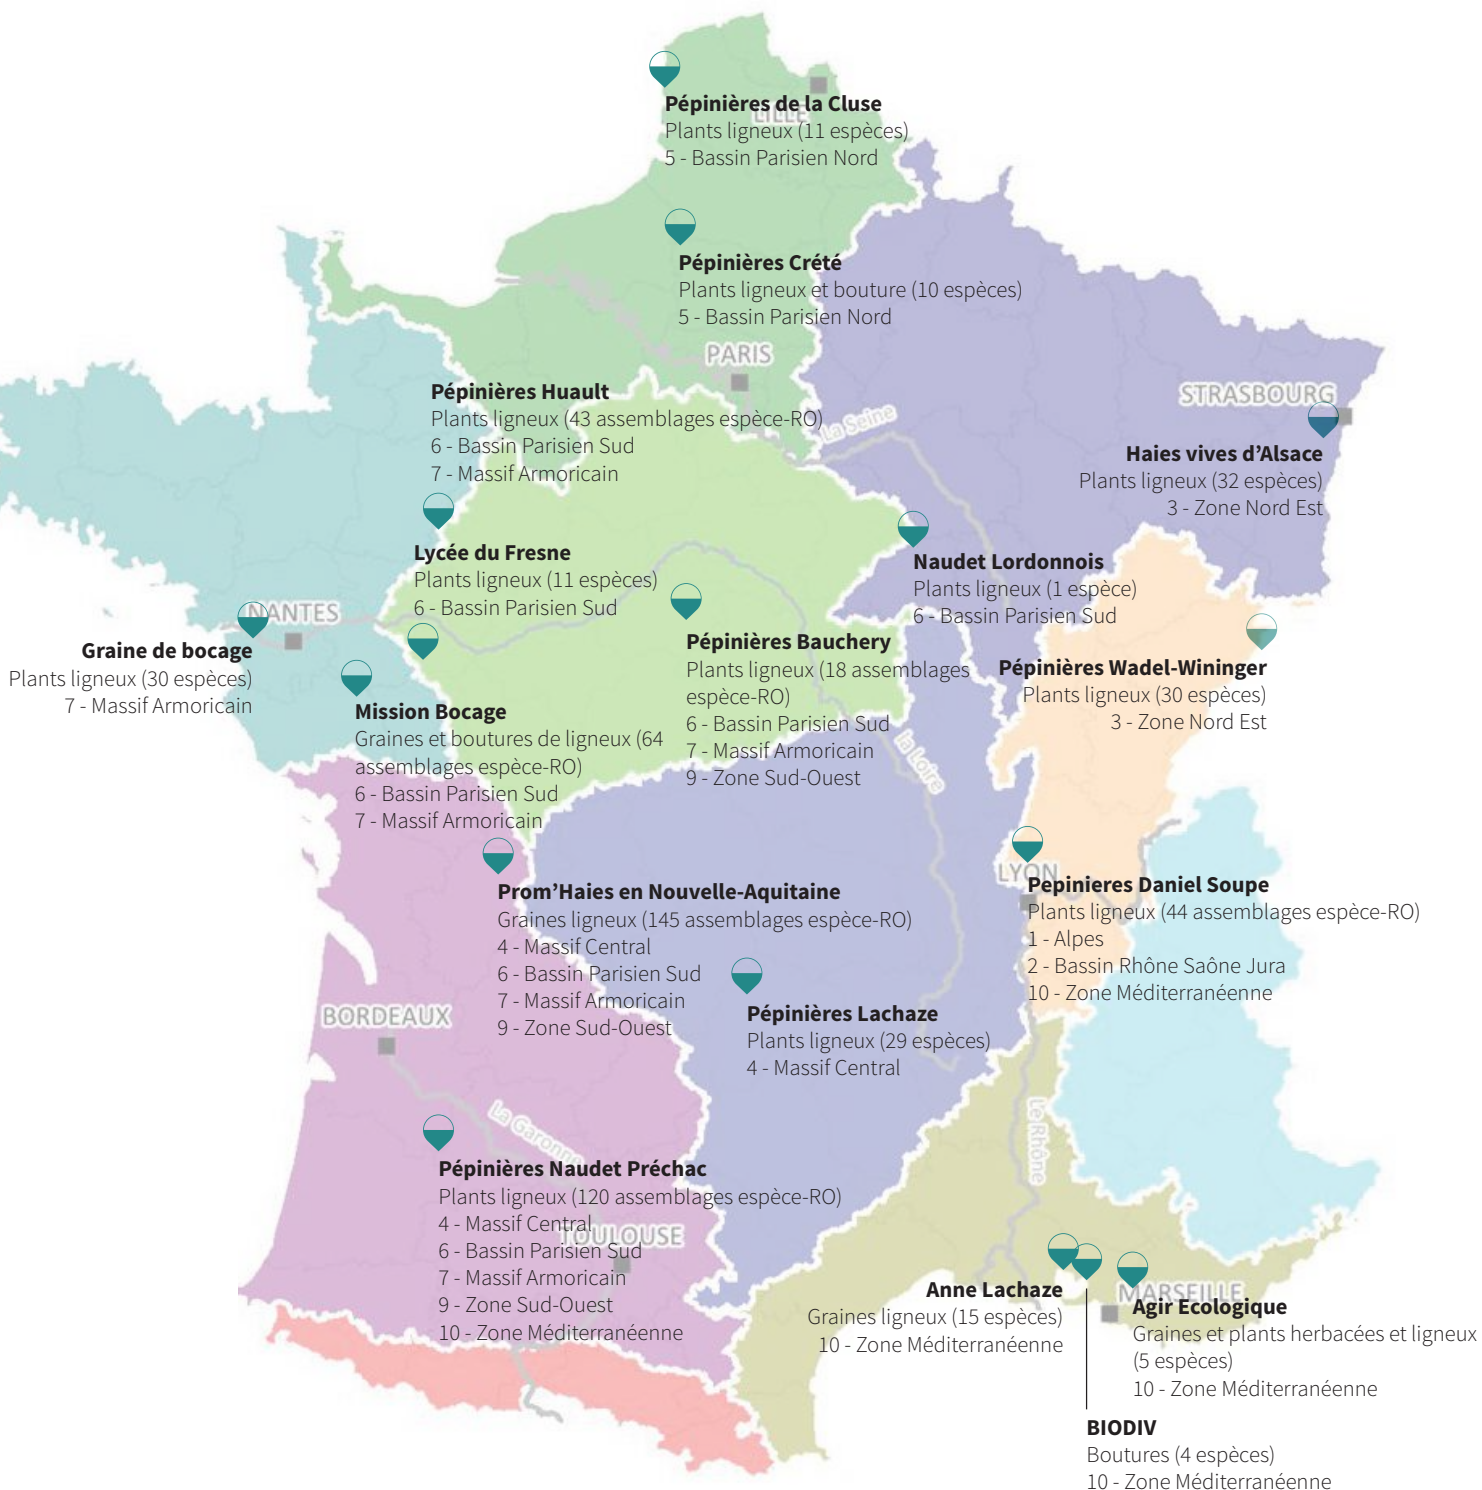 Pépinières de la Cluse
LILLE
Plants ligneux (11 espèces)
5 - Bassin Parisien Nord
Pépinières Crété
Plants ligneux et bouture (10 espèces)
5 - Bassin Parisien Nord
PARIS
Pépinières Huault
Plants ligneux (43 assemblages espèce-RO)
6 - Bassin Parisien Sud
7 - Massif Armoricain
La Seine
STRASBOURG
Haies vives d’Alsace
Plants ligneux (32 espèces)
3 - Zone Nord Est
Lycée du Fresne
Plants ligneux (11 espèces)
6 - Bassin Parisien Sud
Naudet Lordonnois
Plants ligneux (1 espèce)
6 - Bassin Parisien Sud
NANTES
Graine de bocage
Plants ligneux (30 espèces)
7 - Massif Armoricain
Pépinières Bauchery
Plants ligneux (18 assemblages
espèce-RO)
6 - Bassin Parisien Sud
7 - Massif Armoricain
9 - Zone Sud-Ouest
Pépinières Wadel-Wininger
Plants ligneux (30 espèces)
3 - Zone Nord Est
Mission Bocage
Graines et boutures de ligneux (64
assemblages espèce-RO)
6 - Bassin Parisien Sud
7 - Massif Armoricain
la Loire
Prom’Haies en Nouvelle-Aquitaine
Graines ligneux (145 assemblages espèce-RO)
4 - Massif Central
6 - Bassin Parisien Sud
7 - Massif Armoricain
9 - Zone Sud-Ouest
LYON
Pepinieres Daniel Soupe
Plants ligneux (44 assemblages espèce-RO)
1 - Alpes
2 - Bassin Rhône Saône Jura
10 - Zone Méditerranéenne
Pépinières Lachaze
Plants ligneux (29 espèces)
4 - Massif Central
BORDEAUX
La Garonne
Le Rhône
Pépinières Naudet Préchac
Plants ligneux (120 assemblages espèce-RO)
4 - Massif Central
TOULOUSE
6 - Bassin Parisien Sud
7 - Massif Armoricain
9 - Zone Sud-Ouest
10 - Zone Méditerranéenne
Anne Lachaze
Graines ligneux (15 espèces)
10 - Zone Méditerranéenne
MARSEILLE
Agir Ecologique
Graines et plants herbacées et ligneux
(5 espèces)
10 - Zone Méditerranéenne
BIODIV
Boutures (4 espèces)
10 - Zone Méditerranéenne